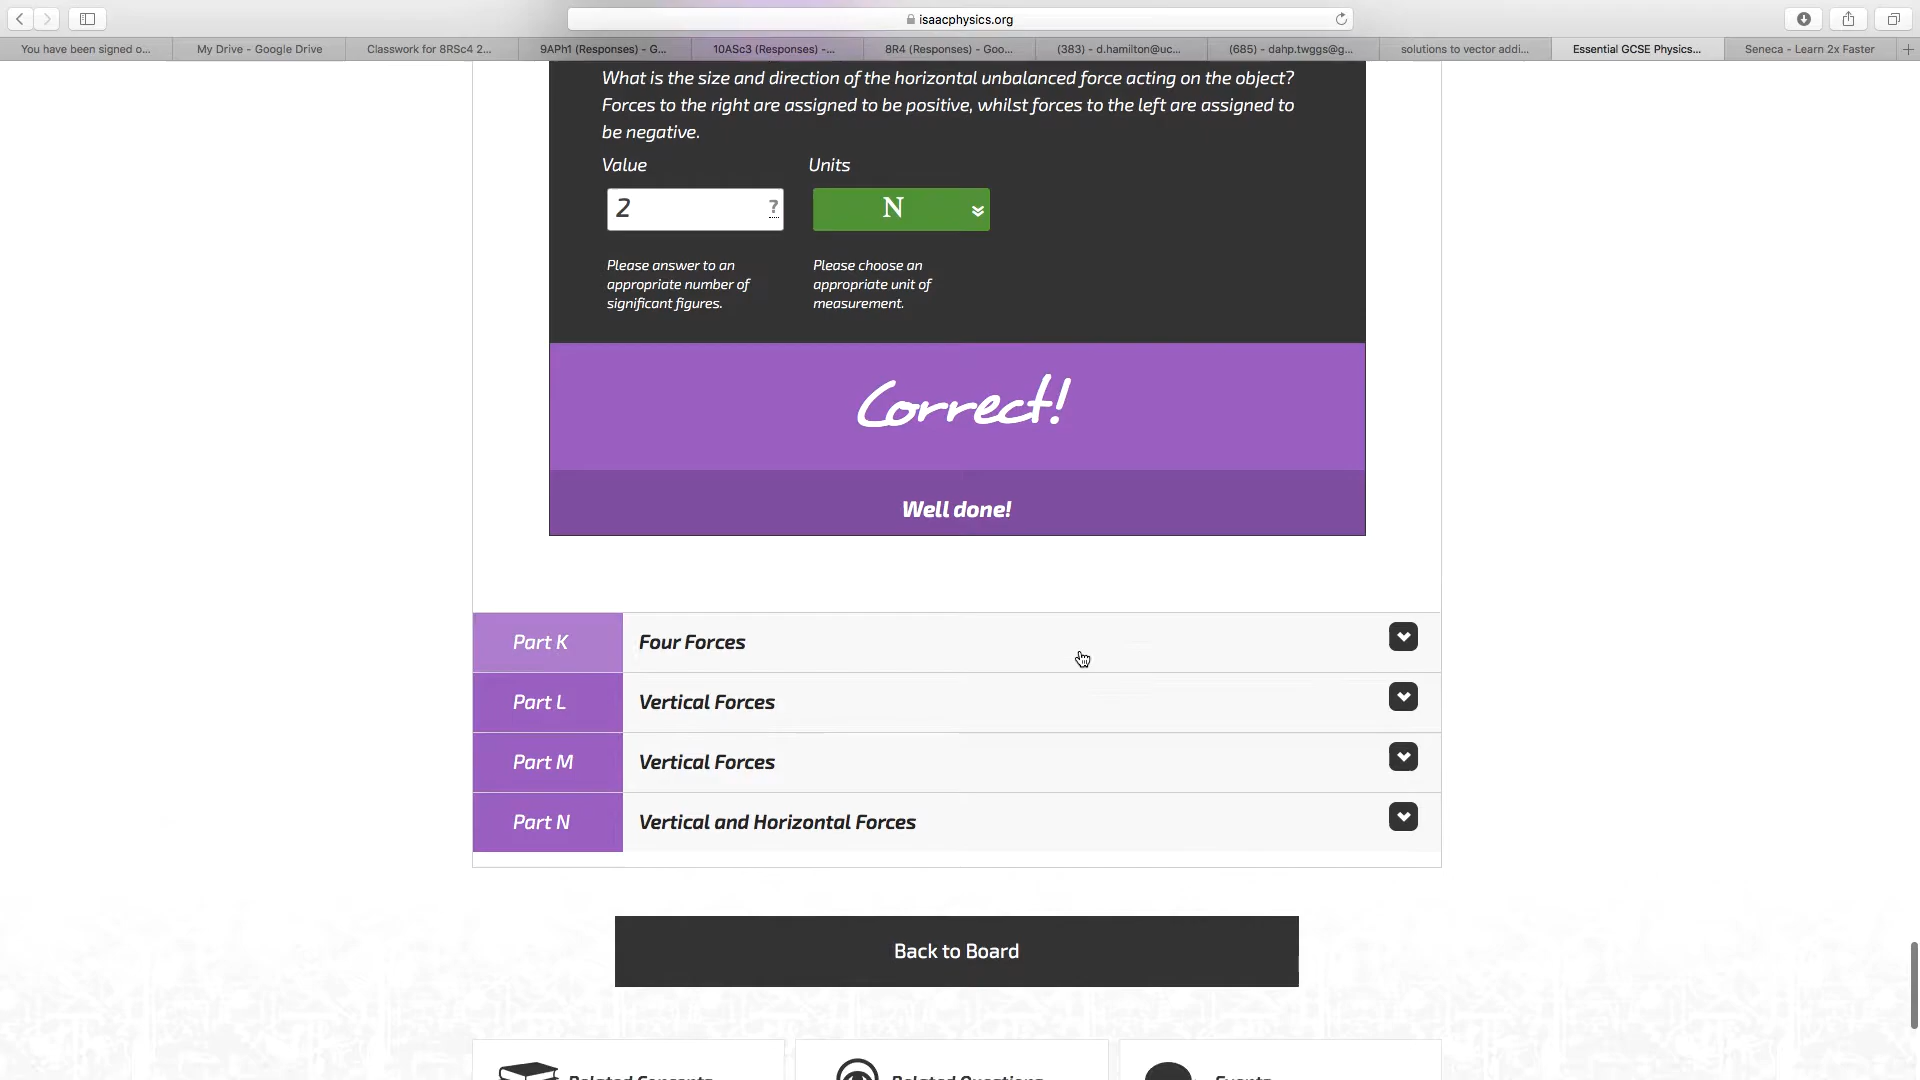 isaacphysics.org
You have been signed o... My Drive - Google Drive Classwork for 8RSc4 2... 9APh1 (Responses) - G... 10ASc3 (Responses) -... 8R4 (Responses) - Goo... (383) - d.hamilton@uc... (685) - dahp.twggs@g... solutions to vector addi... Essential GCSE Physics... Seneca - Learn 2x Faster
What is the size and direction of the horizontal unbalanced force acting on the object?
Forces to the right are assigned to be positive, whilst forces to the left are assigned to
be negative.
Value Units
2 ? N
Please answer to an
appropriate number of
significant figures.
Please choose an
appropriate unit of
measurement.
Correct!
Well done!
Part K Four Forces
Part L Vertical Forces
Part M Vertical Forces
Part N Vertical and Horizontal Forces
Back to Board
Related Concepts Related Questions Events